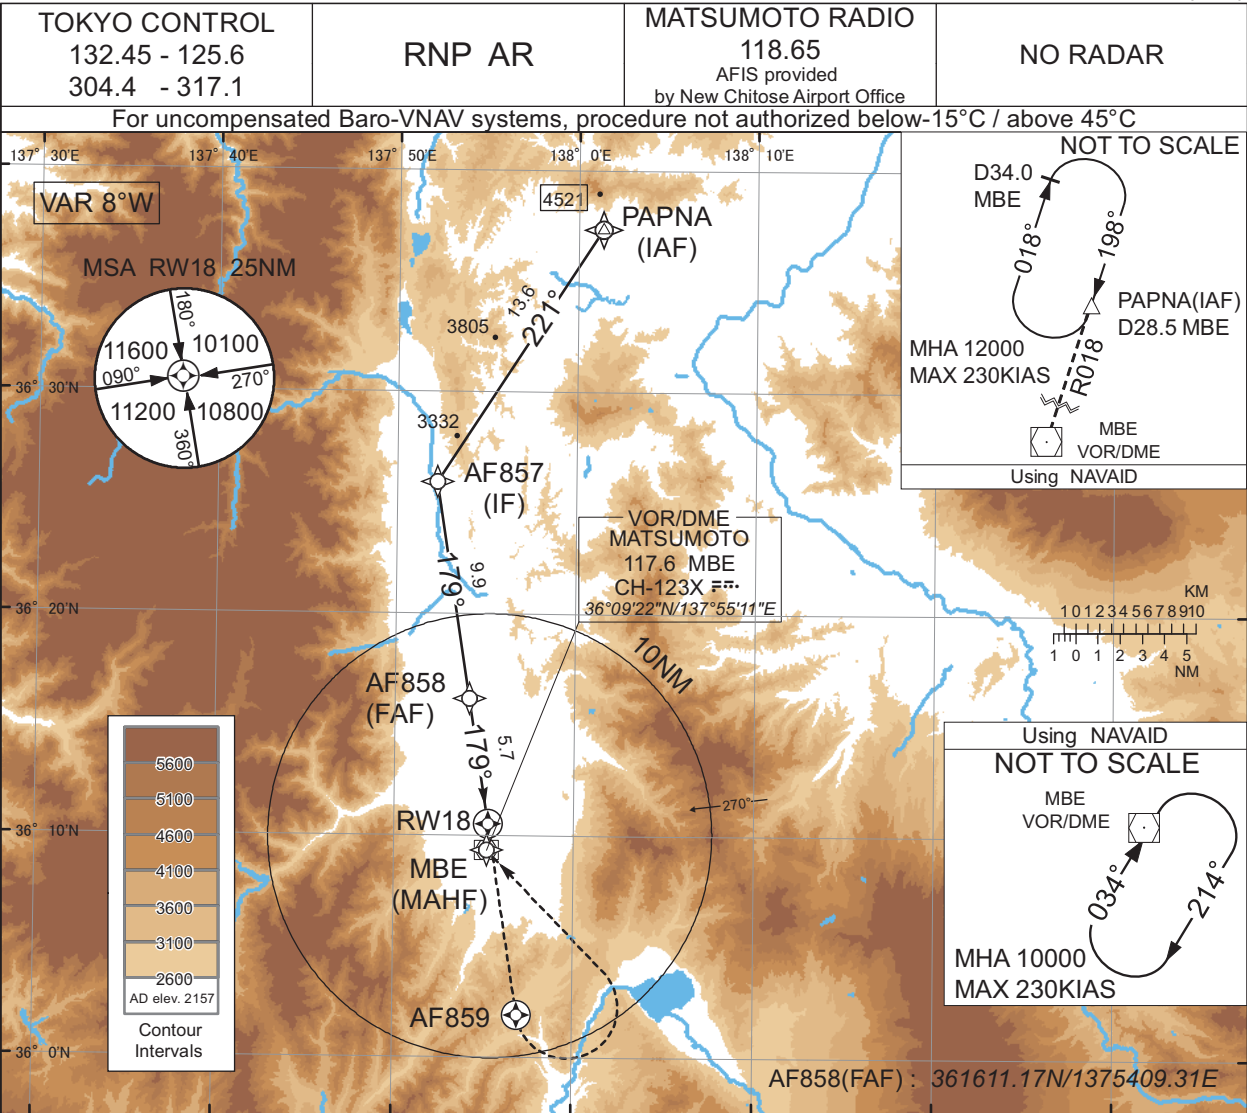 TOKYO CONTROL
132.45 - 125.6
304.4 - 317.1
RNP AR
MATSUMOTO RADIO
118.65
AFIS provided
by New Chitose Airport Office
NO RADAR
For uncompensated Baro-VNAV systems, procedure not authorized below-15°C / above 45°C
137° 30'E
137° 40'E
137° 50'E
138° 0'E
138° 10'E
VAR 8°W
MSA RW18 25NM
180°
11600
10100
090°
270°
11200
10800
360°
4521
PAPNA
(IAF)
13.6
221°
3805
3332
AF857
(IF)
179°
9.9
VOR/DME
MATSUMOTO
117.6 MBE
CH-123X
36°09'22"N/137°55'11"E
10NM
AF858
(FAF)
179°
5.7
270°
RW18
MBE
(MAHF)
AF859
36° 30'N
36° 20'N
36° 10'N
36° 0'N
5600
5100
4600
4100
3600
3100
2600
AD elev. 2157
Contour
Intervals
NOT TO SCALE
D34.0
MBE
018°
198°
PAPNA(IAF)
D28.5 MBE
MHA 12000
MAX 230KIAS
R018
MBE
VOR/DME
Using NAVAID
KM
1 0 1 2 3 4 5 6 7 8 9 10
1 0 1 2 3 4 5
NM
Using NAVAID
NOT TO SCALE
MBE
VOR/DME
034°
214°
MHA 10000
MAX 230KIAS
AF858(FAF) : 361611.17N/1375409.31E